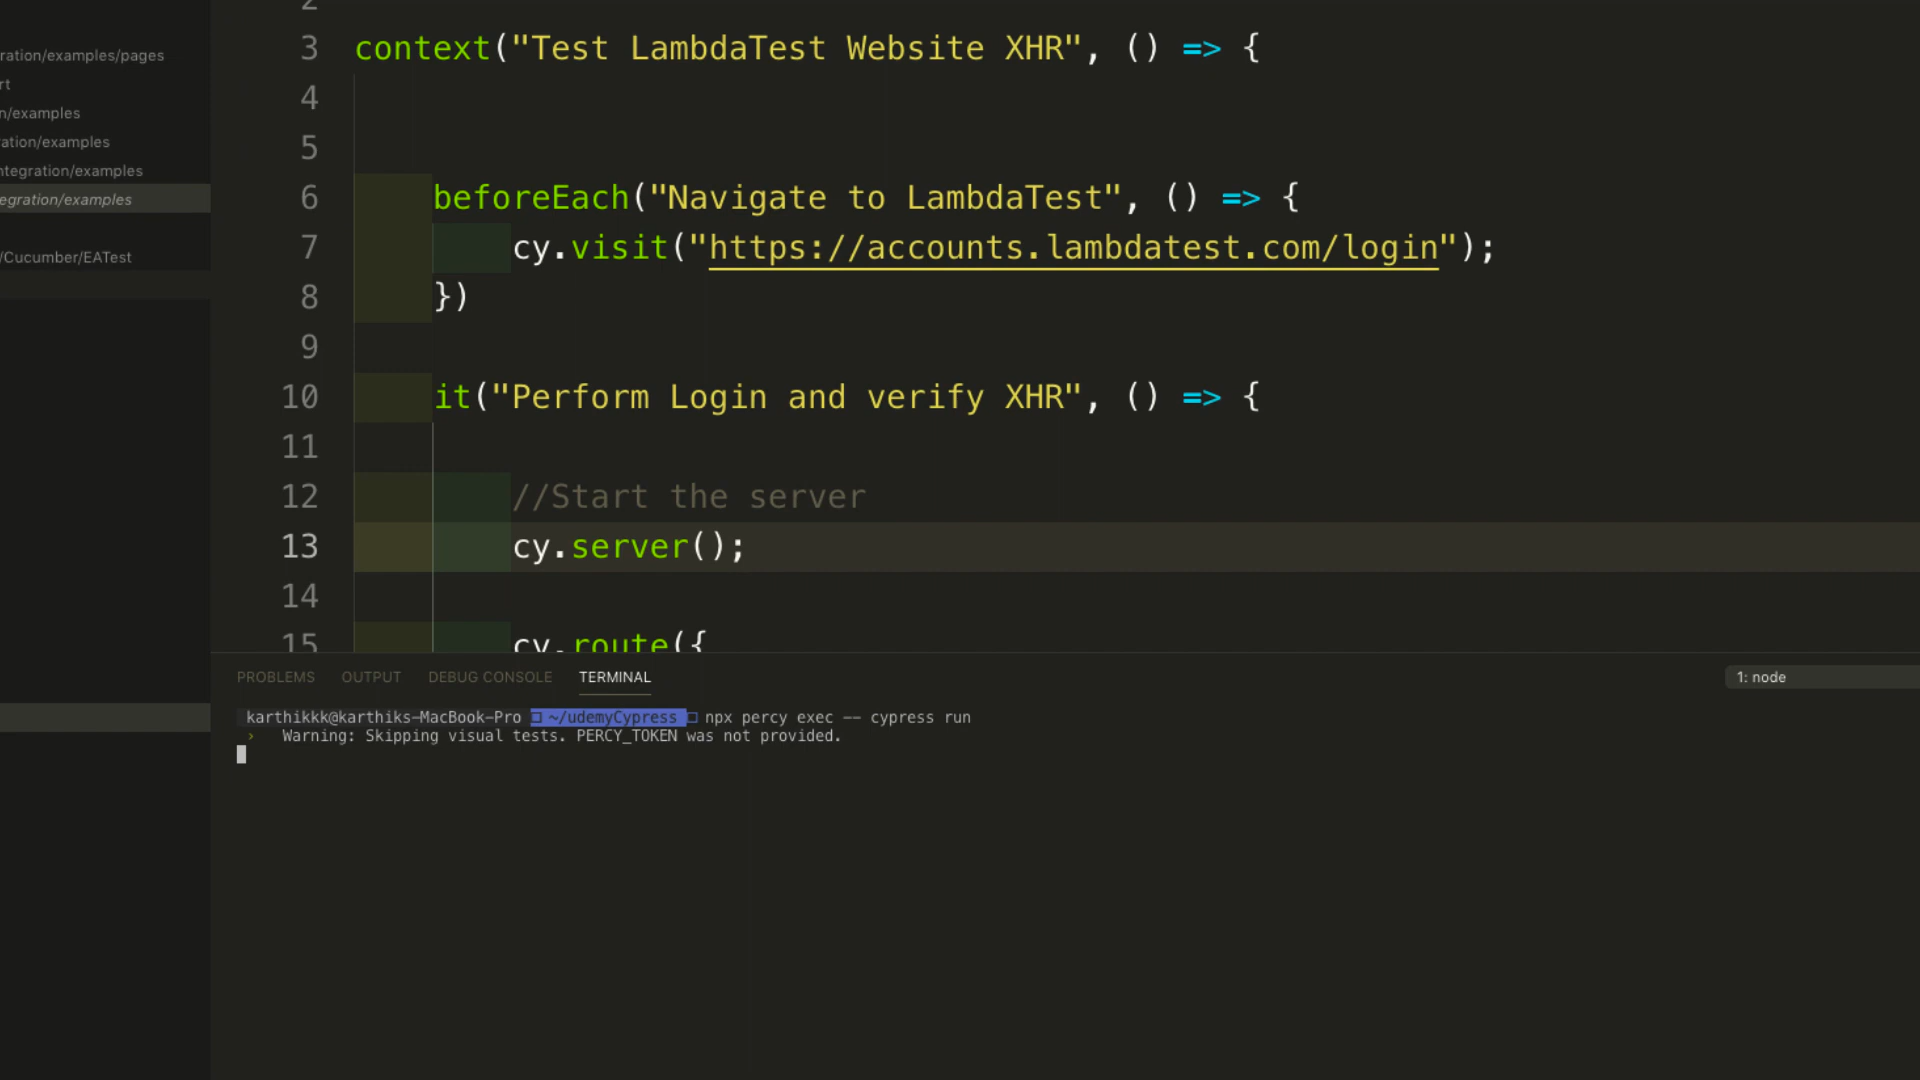 2
3 context("Test LambdaTest Website XHR", () => {
ration/examples/pages
rt
4
n/examples
ation/examples
5
ntegration/examples
egration/examples
6 beforeEach("Navigate to LambdaTest", () => {
7 cy.visit("https://accounts.lambdatest.com/login");
/Cucumber/EATest
8 })
9
10 it("Perform Login and verify XHR", () => {
11
12 //Start the server
13 cy.server();
14
15 cy.route({
PROBLEMS OUTPUT DEBUG CONSOLE TERMINAL 1: node
karthikkk@karthiks-MacBook-Pro ~/udemyCypress npx percy exec -- cypress run
› Warning: Skipping visual tests. PERCY_TOKEN was not provided.